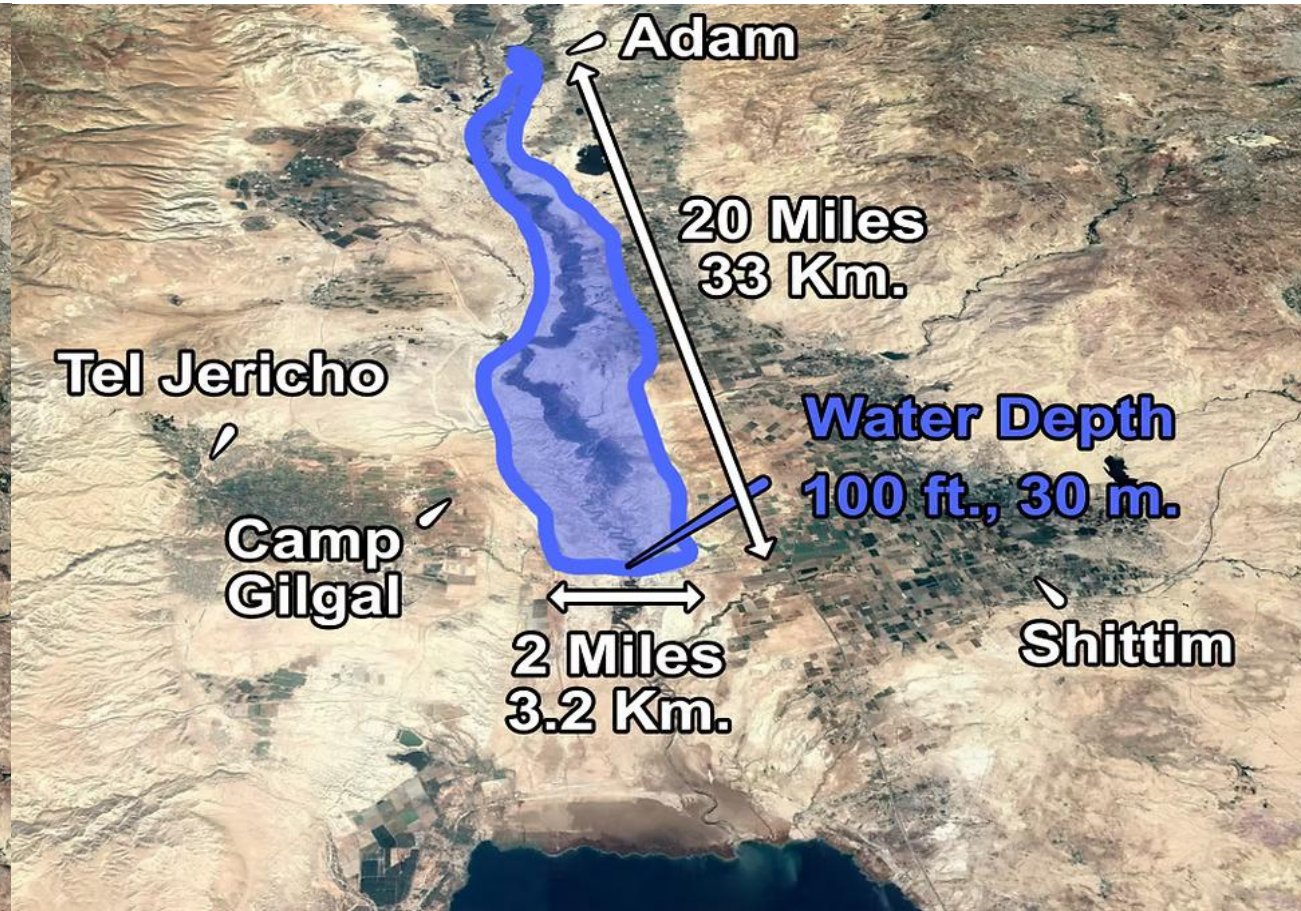 Adam
20 Miles
33 Km.
Tel Jericho
Water Depth
100 ft., 30 m.
Camp
Gilgal
Shittim
2 Miles
3.2 Km.